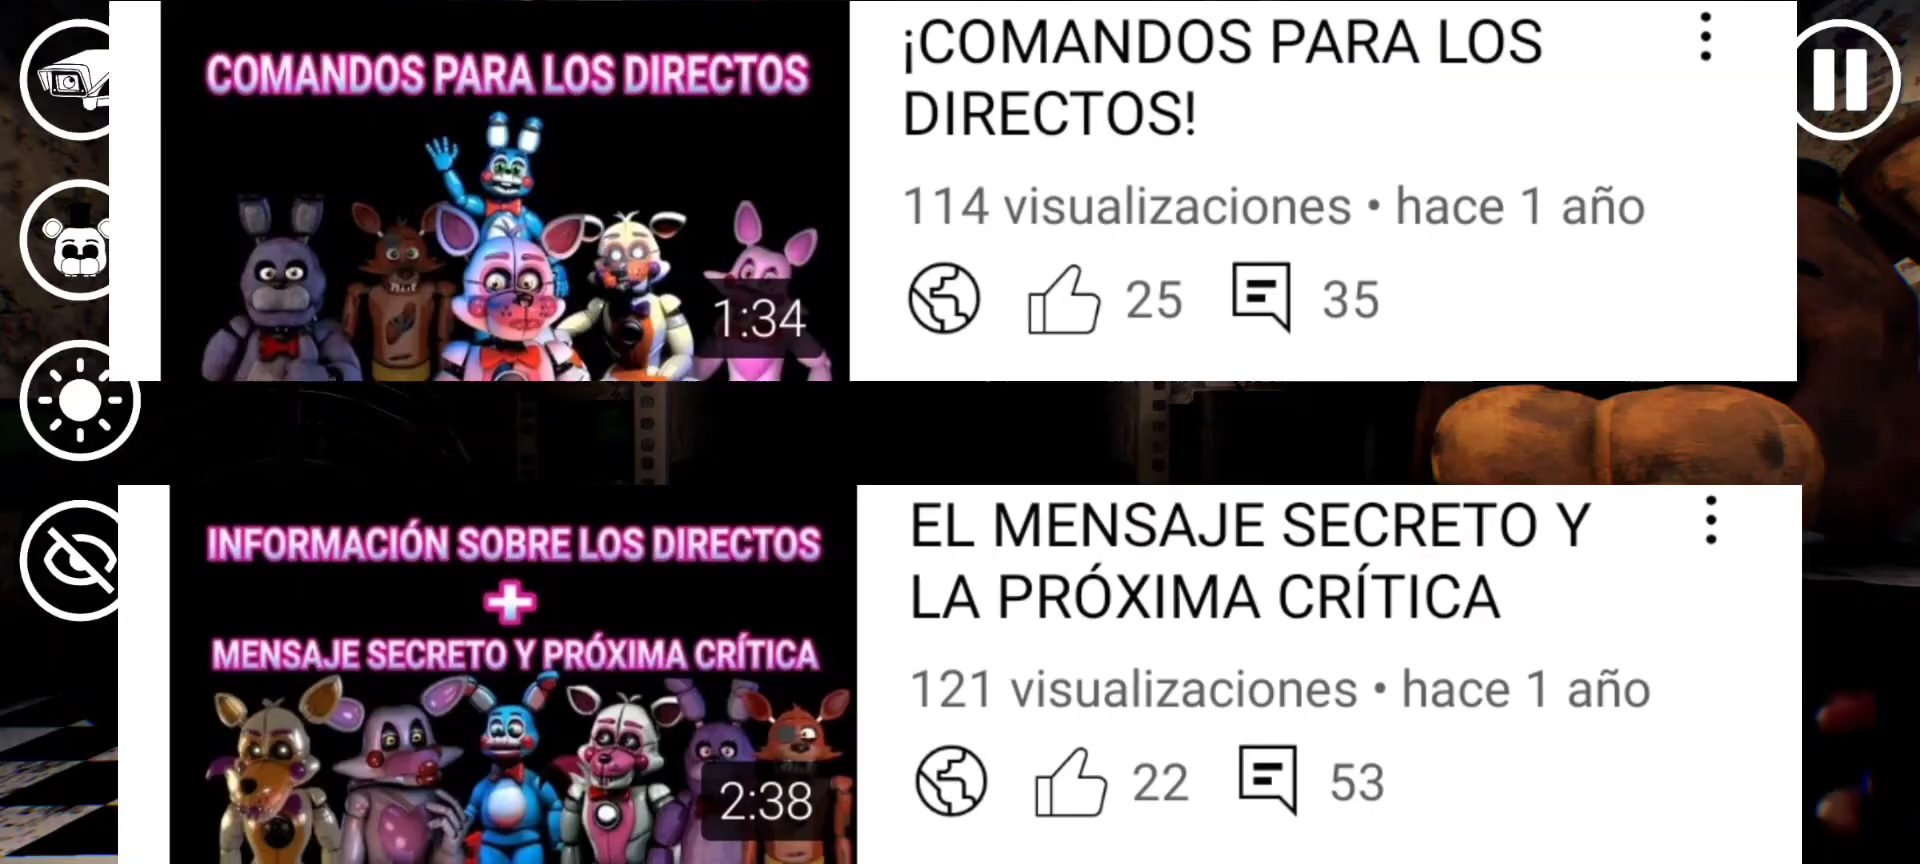 COMANDOS PARA LOS DIRECTOS
1:34
¡COMANDOS PARA LOS
DIRECTOS!
114 visualizaciones • hace 1 año
25 35
INFORMACIÓN SOBRE LOS DIRECTOS
+
MENSAJE SECRETO Y PRÓXIMA CRÍTICA
2:38
EL MENSAJE SECRETO Y
LA PRÓXIMA CRÍTICA
121 visualizaciones • hace 1 año
22 53